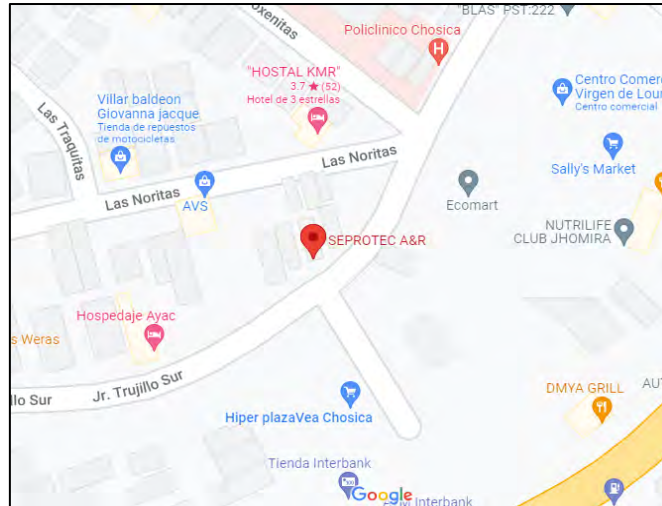 "BLAS" PST:222
oxenitas
Policlinico Chosica
"HOSTAL KMR"
3.7 ★ (52)
Hotel de 3 estrellas
Villar baldeon
Giovanna jacque
Tienda de repuestos
de motocicletas
Las Traquitas
Centro Comerc
Virgen de Lour
Centro comercial
Sally's Market
Las Noritas
Las Noritas
AVS
Ecomart
NUTRILIFE
CLUB JHOMIRA
SEPROTEC A&R
Hospedaje Ayac
s Weras
llo Sur
Jr. Trujillo Sur
DMYA GRILL
AUT
Hiper plazaVea Chosica
Tienda Interbank
Google
Interbank